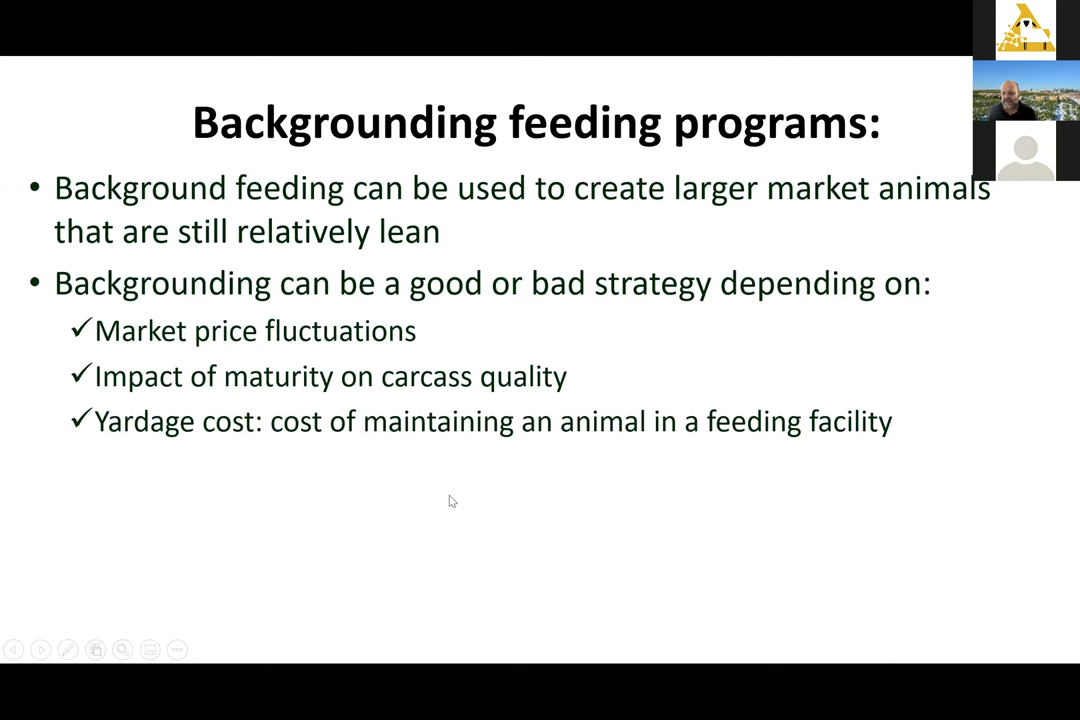 Backgrounding feeding programs:
• Background feeding can be used to create larger market animals
that are still relatively lean
• Backgrounding can be a good or bad strategy depending on:
✓Market price fluctuations
✓Impact of maturity on carcass quality
✓Yardage cost: cost of maintaining an animal in a feeding facility